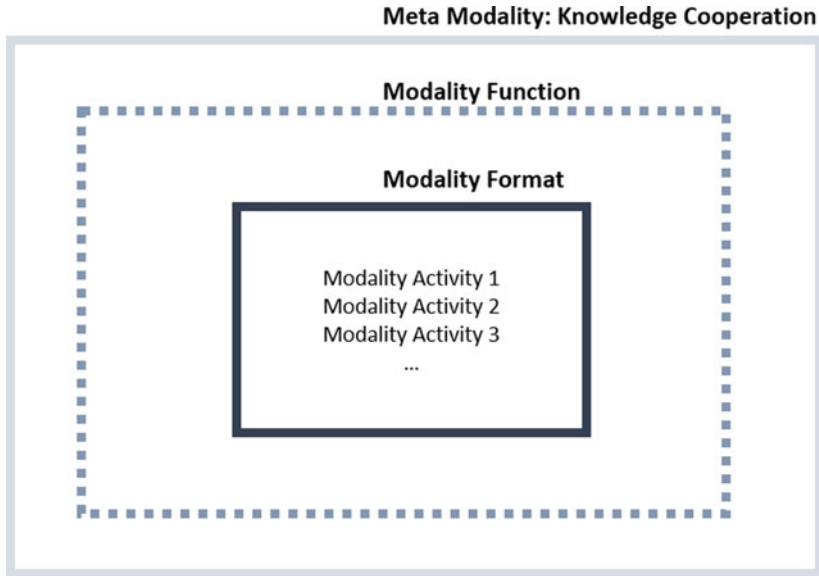 Meta Modality: Knowledge Cooperation
Modality Function
Modality Format
Modality Activity 1
Modality Activity 2
Modality Activity 3
...